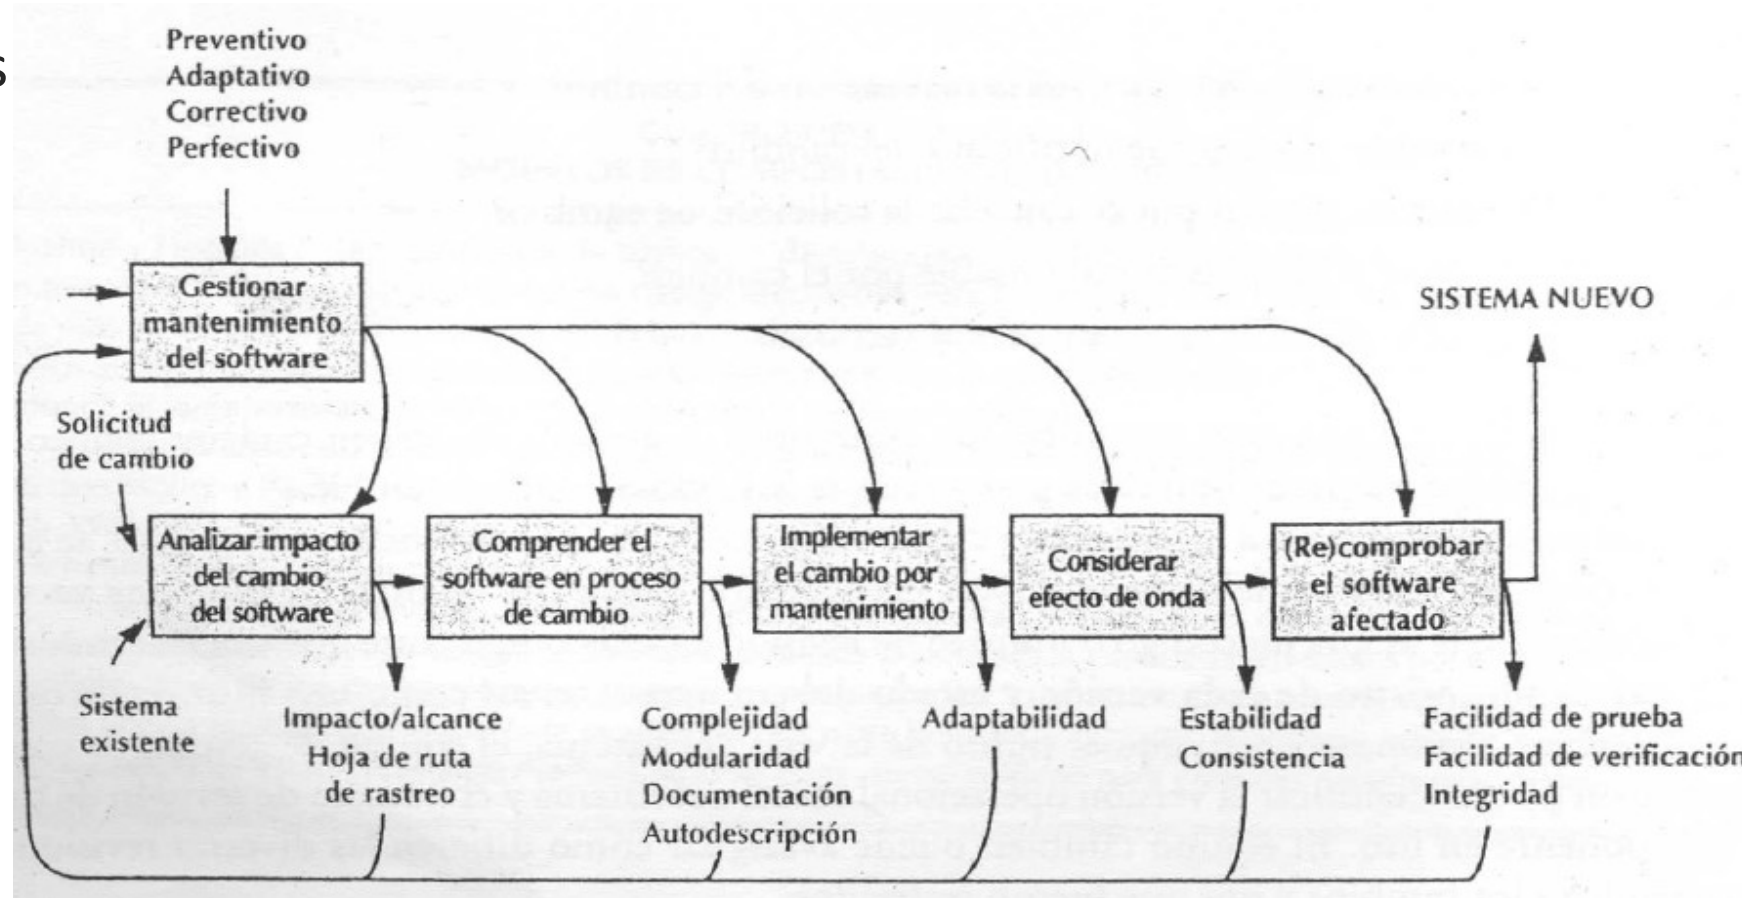 s
Preventivo
Adaptativo
Correctivo
Perfectivo
Gestionar
mantenimiento
del software
SISTEMA NUEVO
Solicitud
de cambio
Analizar impacto
del cambio
del software
Comprender el
software en proceso
de cambio
Implementar
el cambio por
mantenimiento
Considerar
efecto de onda
(Re)comprobar
el software
afectado
Sistema
existente
Impacto/alcance
Hoja de ruta
de rastreo
Complejidad
Modularidad
Documentación
Autodescripción
Adaptabilidad
Estabilidad
Consistencia
Facilidad de prueba
Facilidad de verificación
Integridad